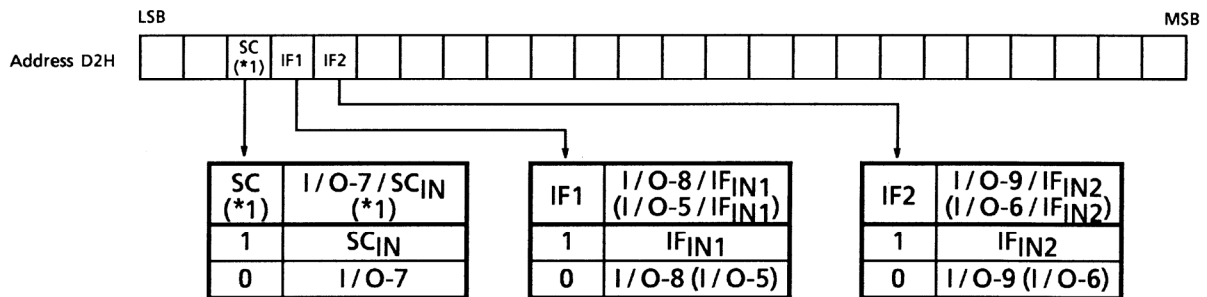 LSB MSB
Address D2H SC (*1) IF1 IF2
SC (*1) I/O-7/SCIN (*1)
1 SCIN
0 I/O-7
IF1 I/O-8/IFIN1 (I/O-5/IFIN1)
1 IFIN1
0 I/O-8 (I/O-5)
IF2 I/O-9/IFIN2 (I/O-6/IFIN2)
1 IFIN2
0 I/O-9 (I/O-6)